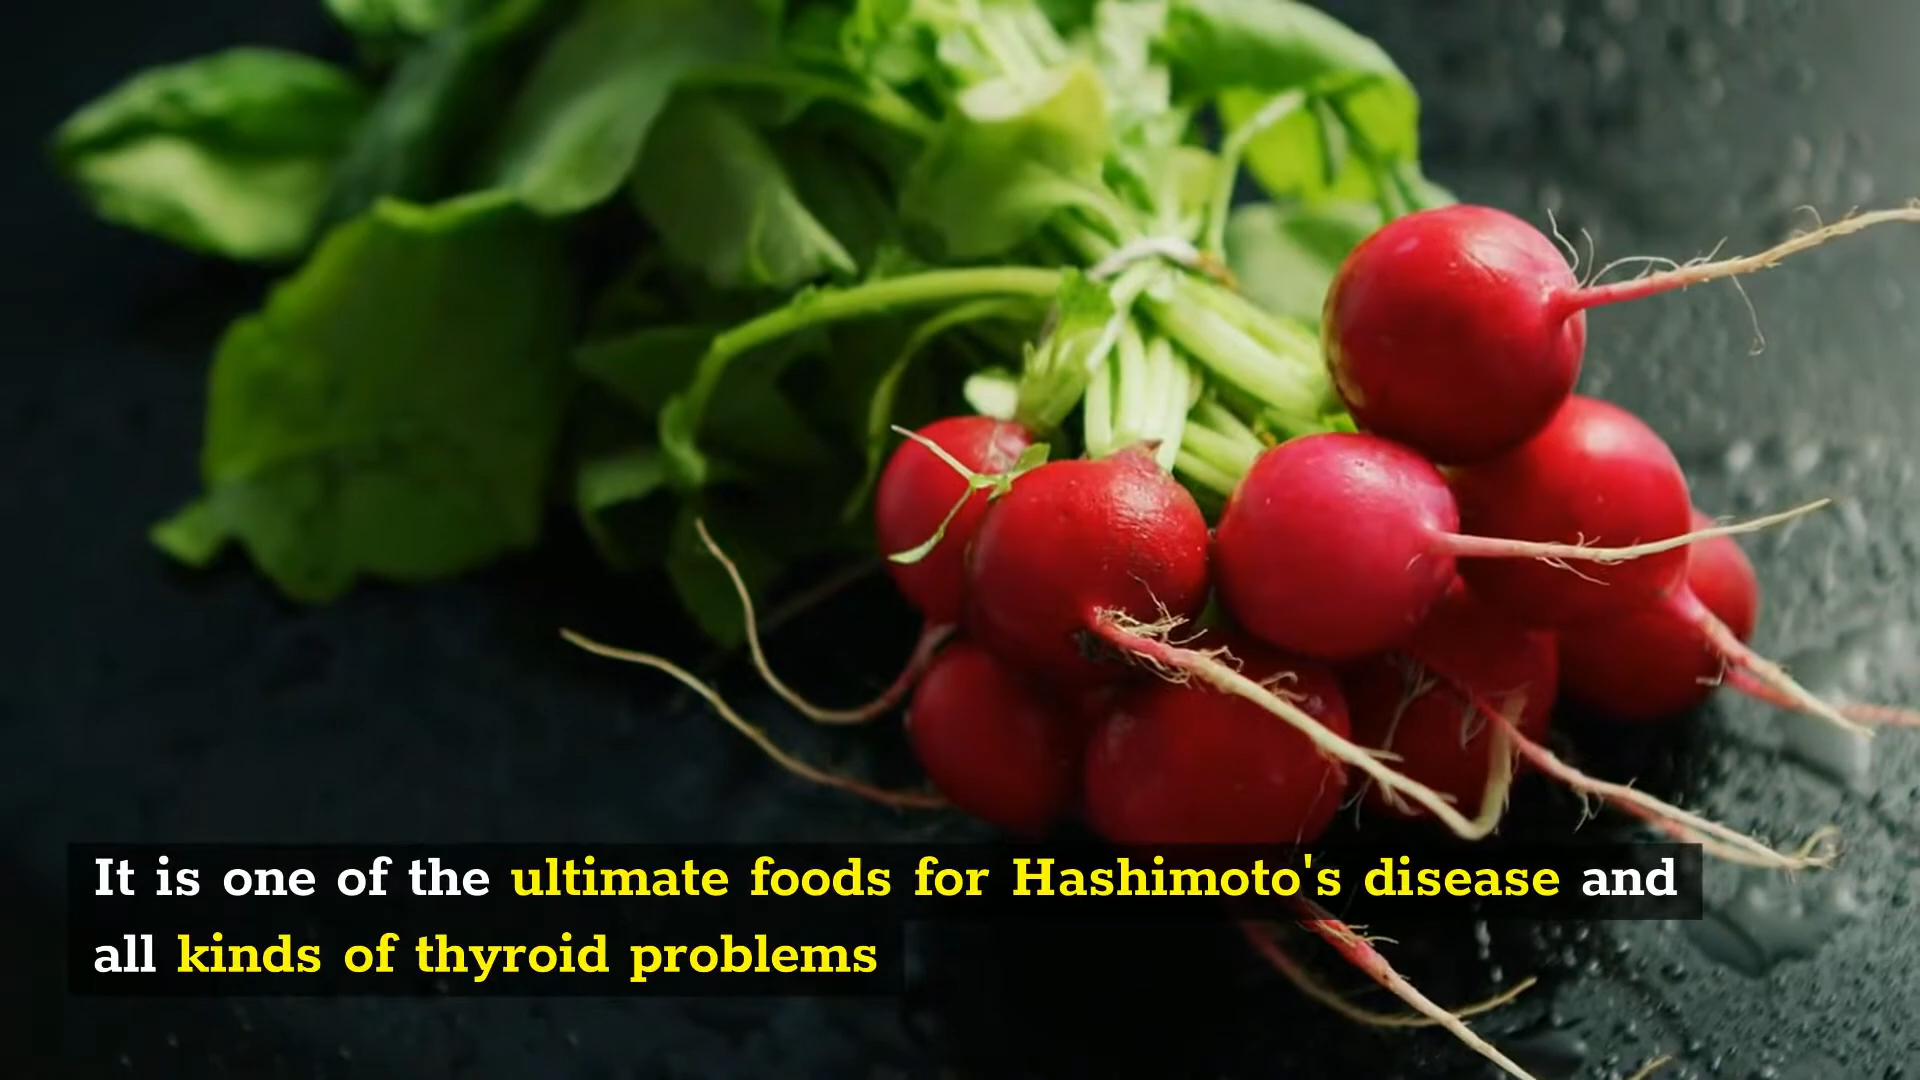 It is one of the ultimate foods for Hashimoto's disease and
all kinds of thyroid problems